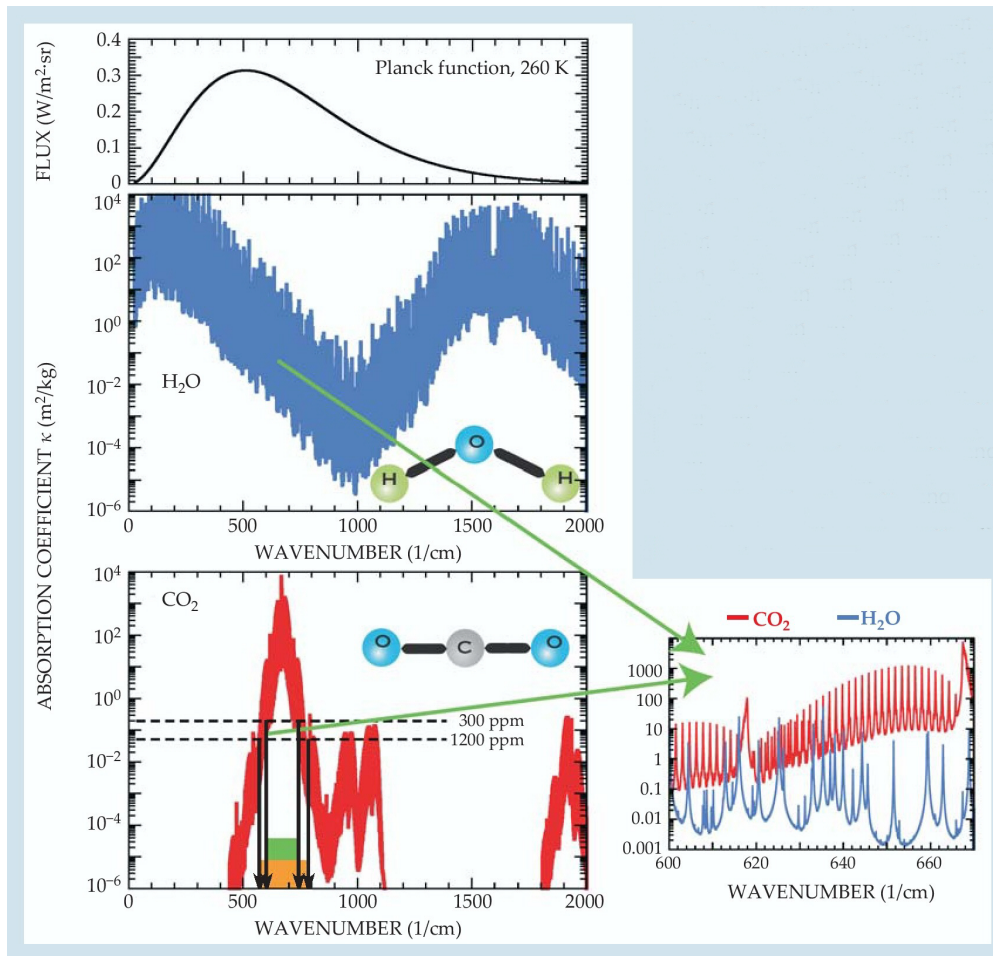 0.4
0.3
0.2
0.1
0
FLUX (W/m²·sr)
Planck function, 260 K
10⁴
10²
10⁰
10⁻²
10⁻⁴
10⁻⁶
H₂O
H O H
0 500 1000 1500 2000
WAVENUMBER (1/cm)
ABSORPTION COEFFICIENT κ (m²/kg)
10⁴
10²
10⁰
10⁻²
10⁻⁴
10⁻⁶
CO₂
O C O
300 ppm
1200 ppm
0 500 1000 1500 2000
WAVENUMBER (1/cm)
CO₂ H₂O
1000
100
10
1
0.1
0.01
0.001
600 620 640 660
WAVENUMBER (1/cm)